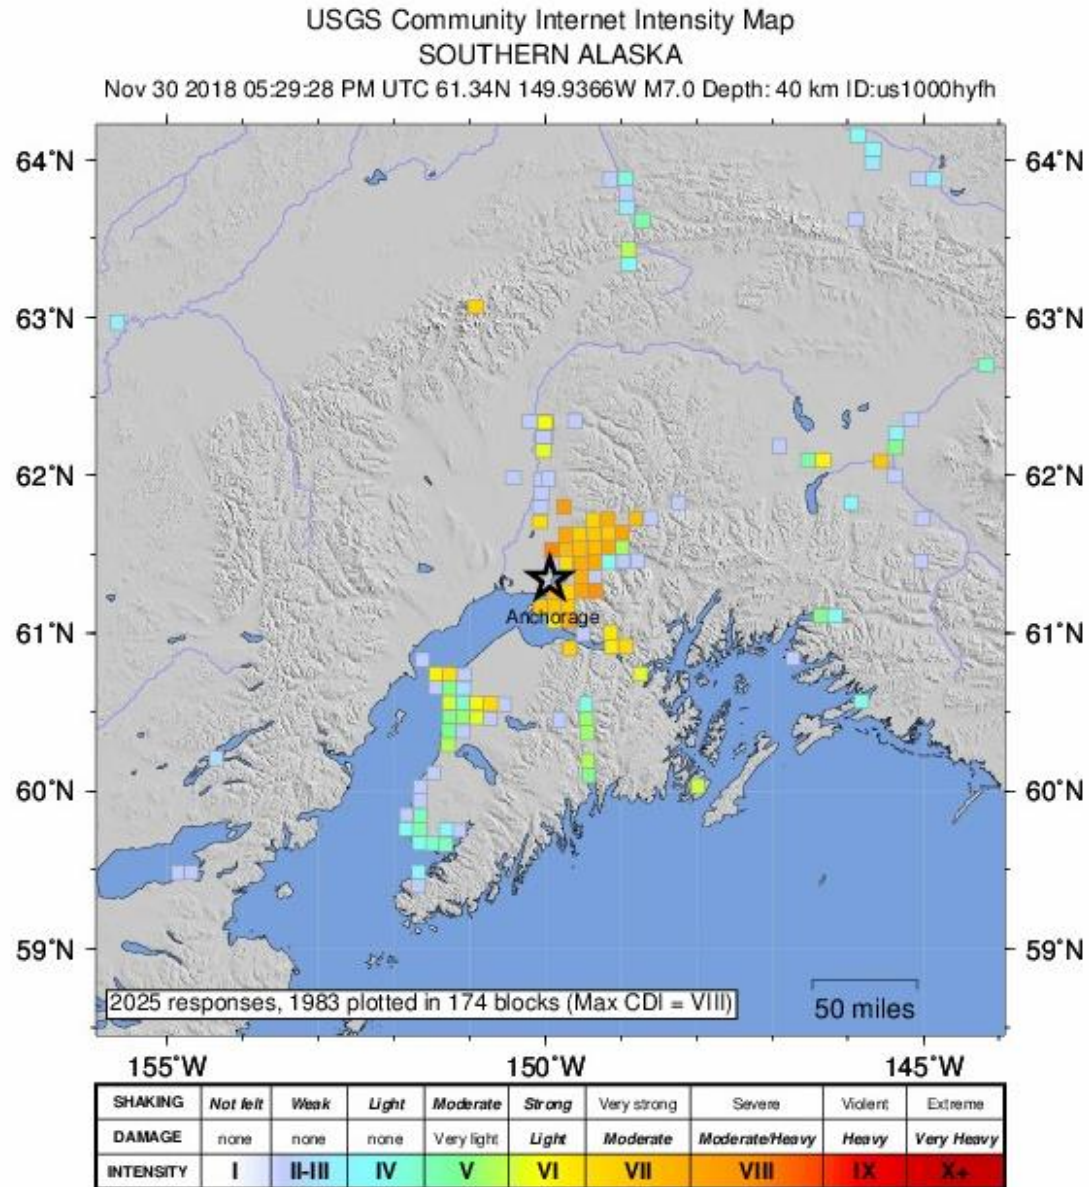 USGS Community Internet Intensity Map
SOUTHERN ALASKA
Nov 30 2018 05:29:28 PM UTC 61.34N 149.9366W M7.0 Depth: 40 km ID:us1000hyfh
64˚N 64˚N
63˚N 63˚N
62˚N 62˚N
61˚N 61˚N
Anchorage
60˚N 60˚N
59˚N 59˚N
2025 responses, 1983 plotted in 174 blocks (Max CDI = VIII)
50 miles
155˚W 150˚W 145˚W
SHAKING Not felt Weak Light Moderate Strong Very strong Severe Violent Extreme
DAMAGE none none none Very light Light Moderate Moderate/Heavy Heavy Very Heavy
INTENSITY I II-III IV V VI VII VIII IX X+